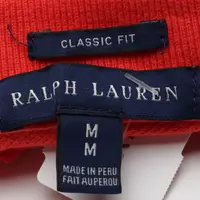 CLASSIC FIT
RALPH LAUREN
M
M
MADE IN PERU
FAIT AU PEROU